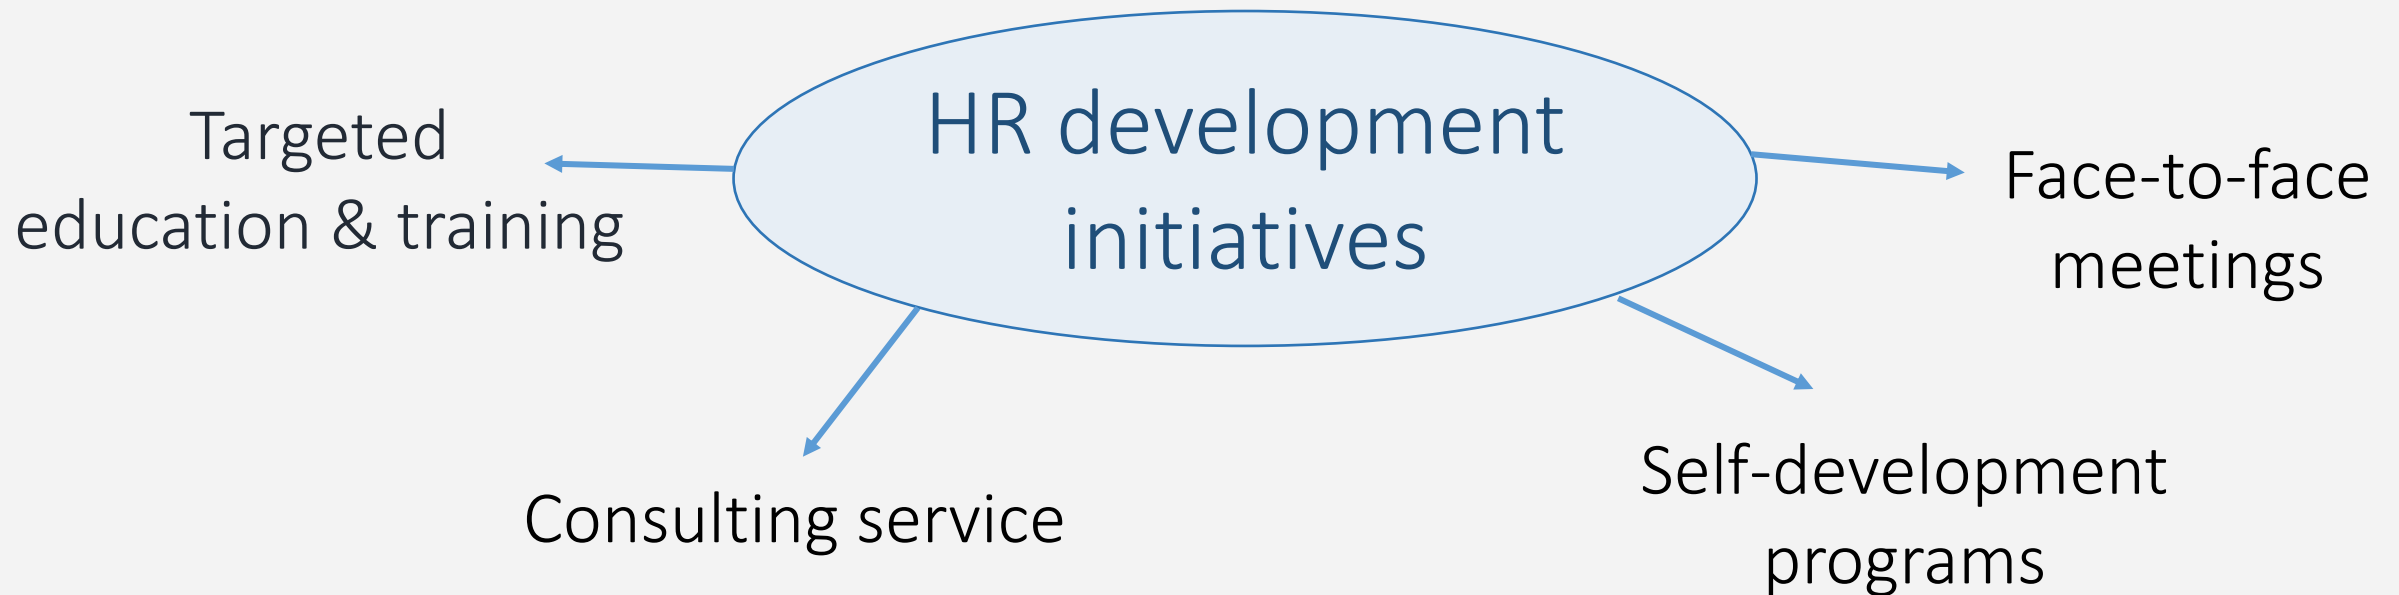 HR development
initiatives
Targeted
education & training
Face-to-face
meetings
Consulting service
Self-development
programs